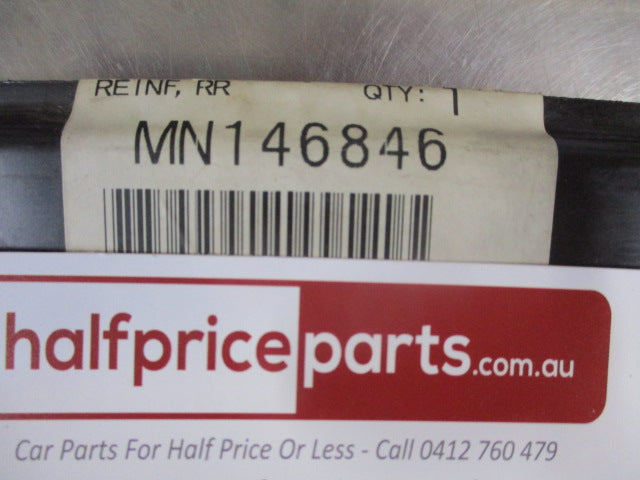 REINF, RR QTY: 1
MN146846
halfpriceparts.com.au
Car Parts For Half Price Or Less - Call 0412 760 479